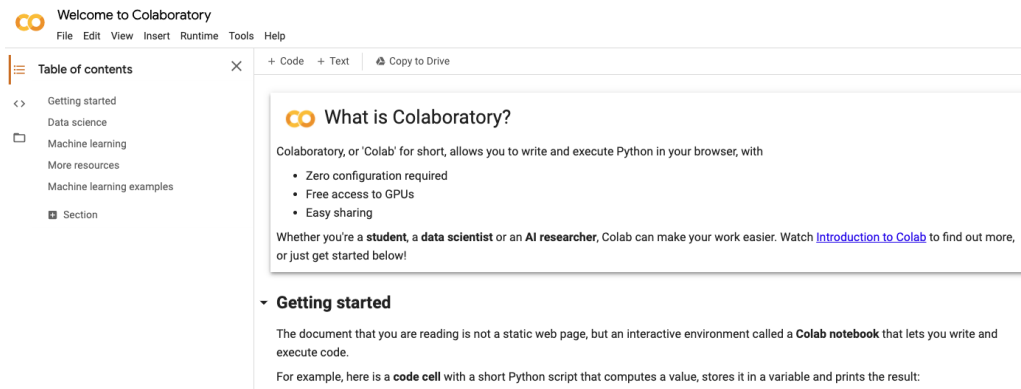 Welcome to Colaboratory
File Edit View Insert Runtime Tools Help
Table of contents
+ Code + Text Copy to Drive
Getting started
Data science
Machine learning
More resources
Machine learning examples
Section
What is Colaboratory?
Colaboratory, or 'Colab' for short, allows you to write and execute Python in your browser, with
• Zero configuration required
• Free access to GPUs
• Easy sharing
Whether you're a student, a data scientist or an AI researcher, Colab can make your work easier. Watch Introduction to Colab to find out more,
or just get started below!
Getting started
The document that you are reading is not a static web page, but an interactive environment called a Colab notebook that lets you write and
execute code.
For example, here is a code cell with a short Python script that computes a value, stores it in a variable and prints the result: